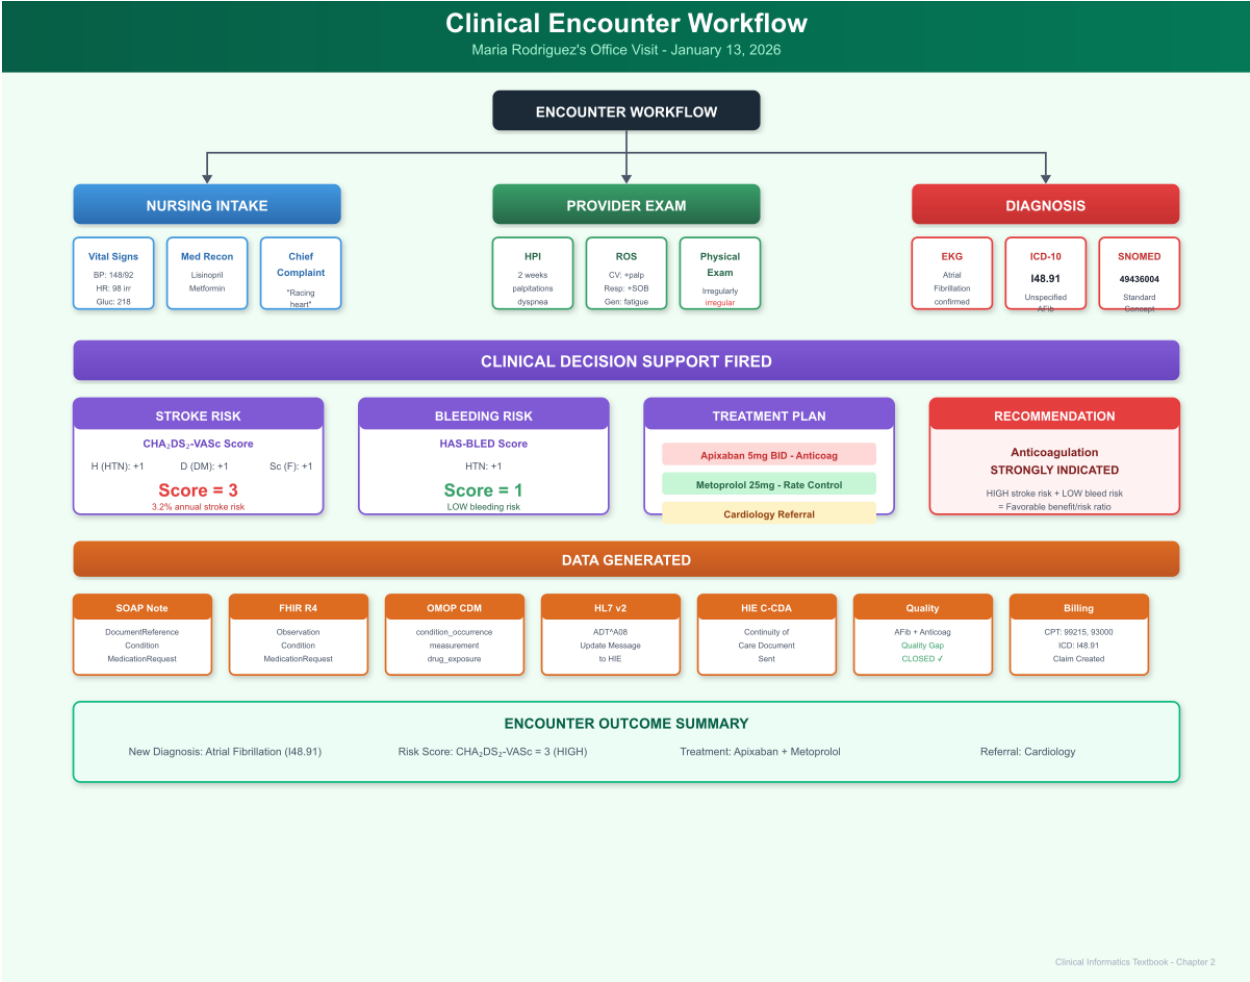 Clinical Encounter Workflow
Maria Rodriguez's Office Visit - January 13, 2026
ENCOUNTER WORKFLOW
NURSING INTAKE
Vital Signs
BP: 148/92
HR: 98 irr
Gluc: 218
Med Recon
Lisinopril
Metformin
Chief
Complaint
"Racing
heart"
PROVIDER EXAM
HPI
2 weeks
palpitations
dyspnea
ROS
CV: +palp
Resp: +SOB
Gen: fatigue
Physical
Exam
Irregularly
irregular
DIAGNOSIS
EKG
Atrial
Fibrillation
confirmed
ICD-10
I48.91
Unspecified
AFib
SNOMED
49436004
Standard
Concept
CLINICAL DECISION SUPPORT FIRED
STROKE RISK
CHA₂DS₂-VASc Score
H (HTN): +1 D (DM): +1 Sc (F): +1
Score = 3
3.2% annual stroke risk
BLEEDING RISK
HAS-BLED Score
HTN: +1
Score = 1
LOW bleeding risk
TREATMENT PLAN
Apixaban 5mg BID - Anticoag
Metoprolol 25mg - Rate Control
Cardiology Referral
RECOMMENDATION
Anticoagulation
STRONGLY INDICATED
HIGH stroke risk + LOW bleed risk
= Favorable benefit/risk ratio
DATA GENERATED
SOAP Note
DocumentReference
Condition
MedicationRequest
FHIR R4
Observation
Condition
MedicationRequest
OMOP CDM
condition_occurrence
measurement
drug_exposure
HL7 v2
ADT^A08
Update Message
to HIE
HIE C-CDA
Continuity of
Care Document
Sent
Quality
AFib + Anticoag
Quality Gap
CLOSED ✓
Billing
CPT: 99215, 93000
ICD: I48.91
Claim Created
ENCOUNTER OUTCOME SUMMARY
New Diagnosis: Atrial Fibrillation (I48.91) Risk Score: CHA₂DS₂-VASc = 3 (HIGH) Treatment: Apixaban + Metoprolol Referral: Cardiology
Clinical Informatics Textbook - Chapter 2